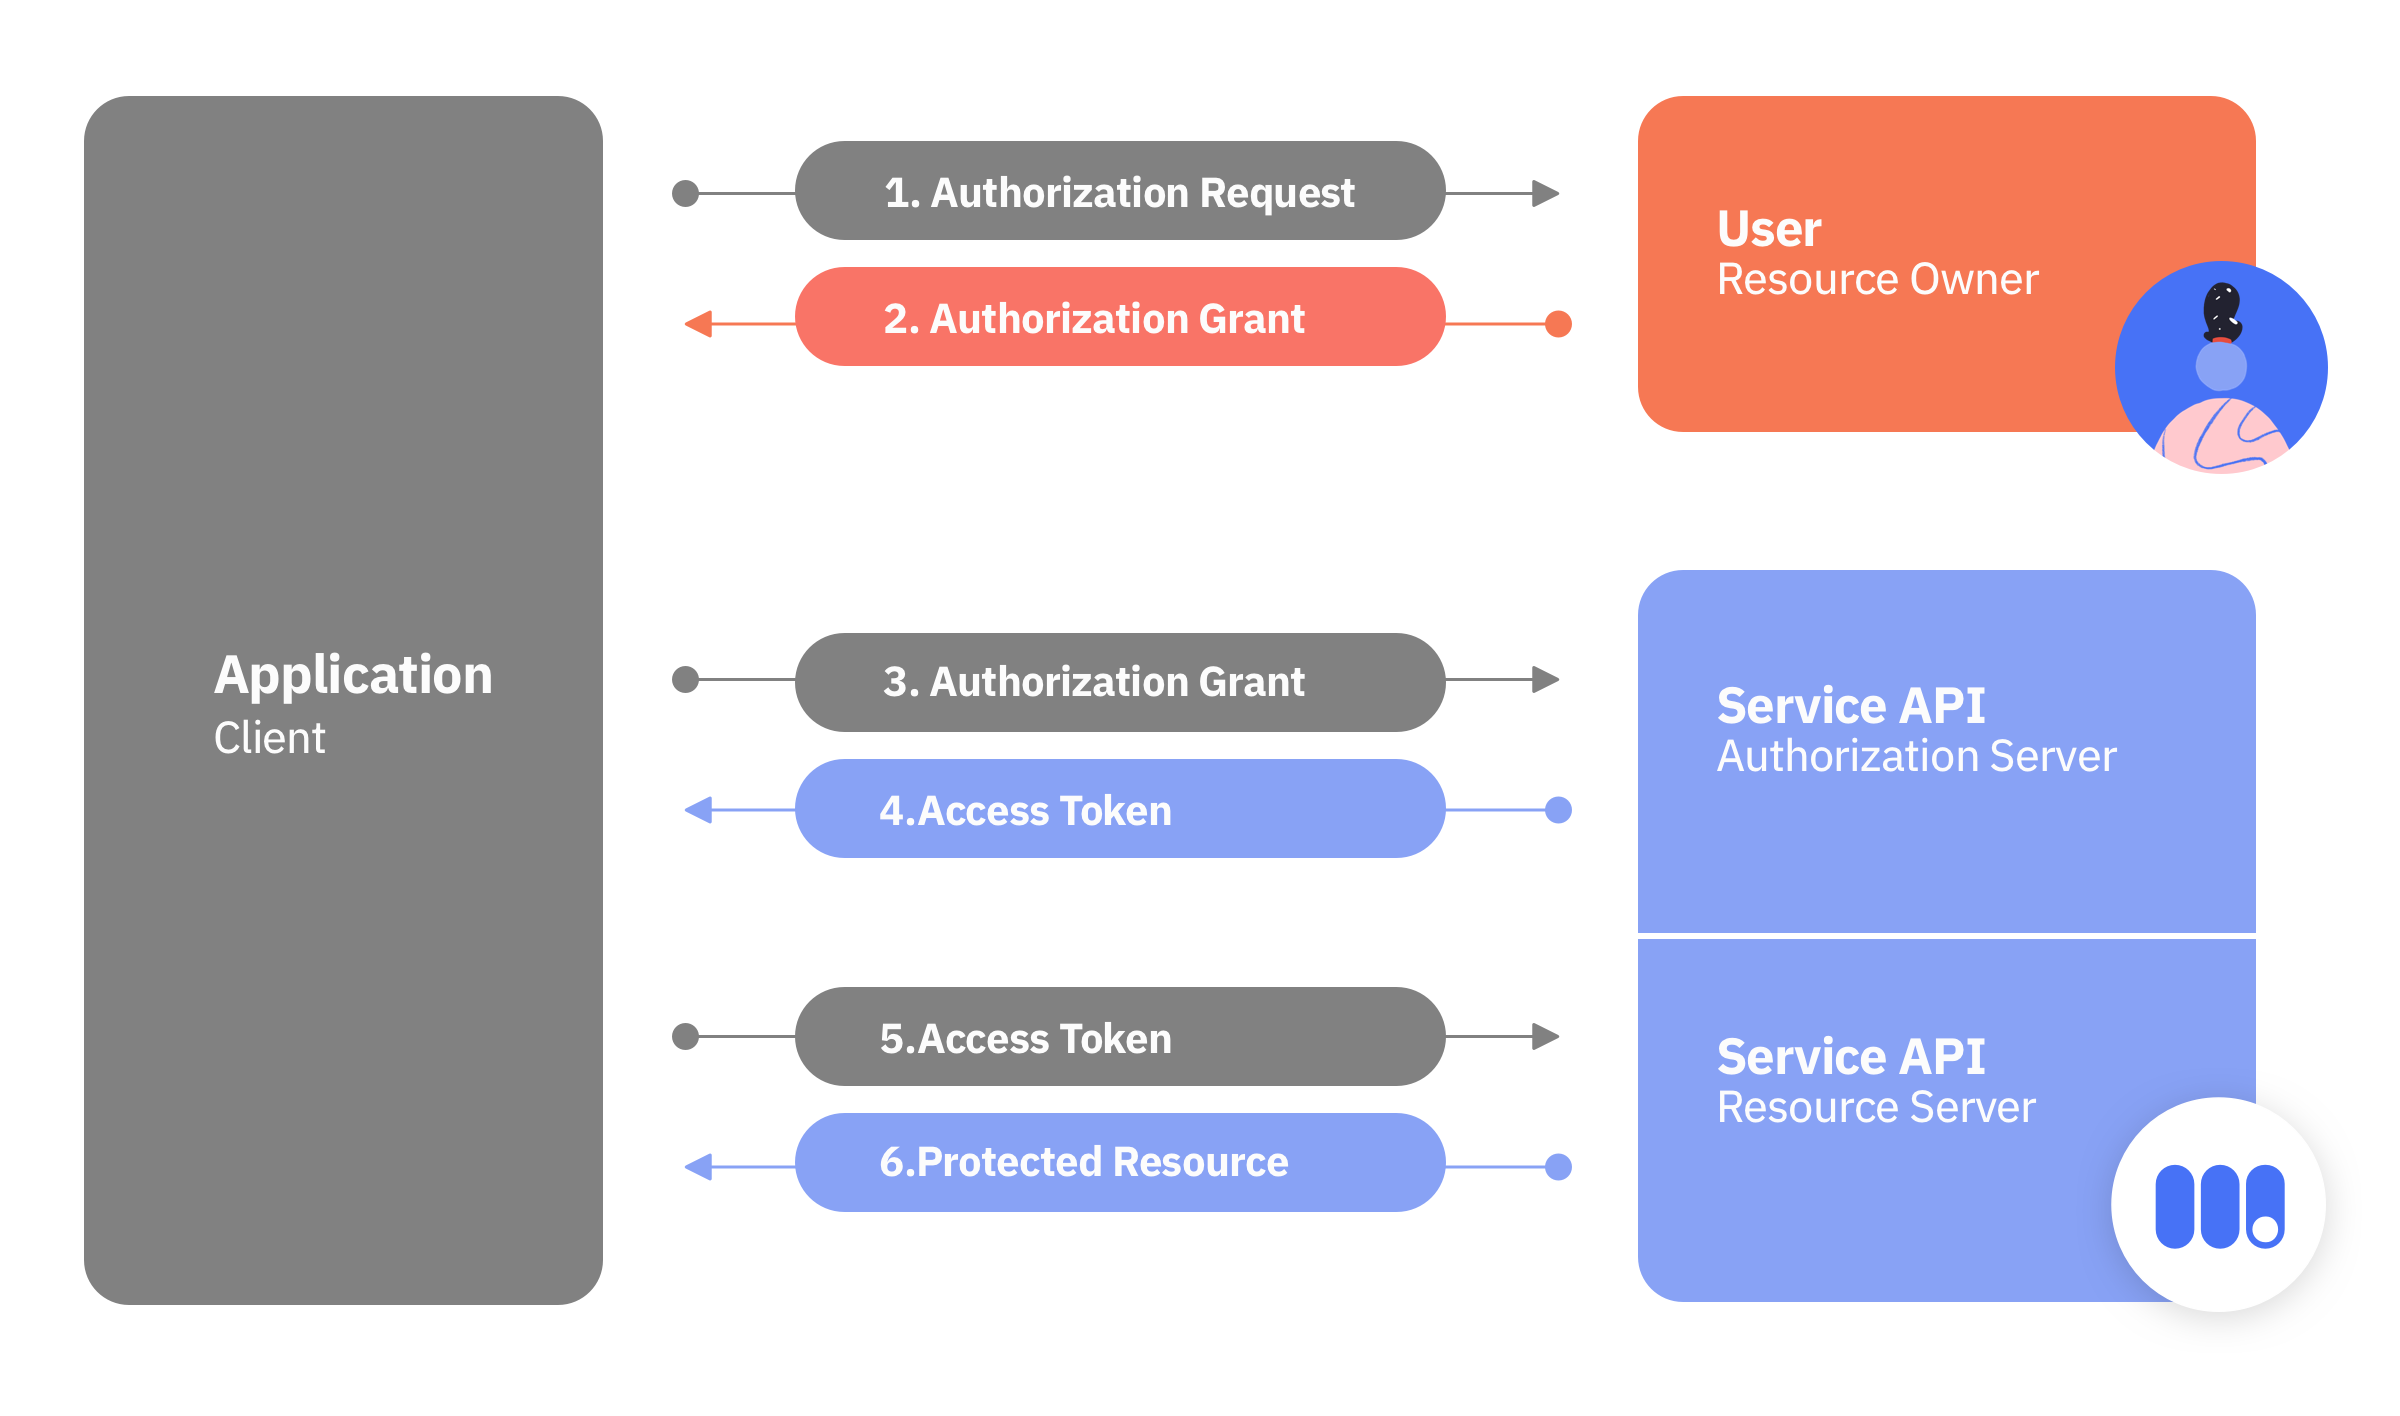 Application
Client
1. Authorization Request
2. Authorization Grant
3. Authorization Grant
4.Access Token
5.Access Token
6.Protected Resource
User
Resource Owner
Service API
Authorization Server
Service API
Resource Server